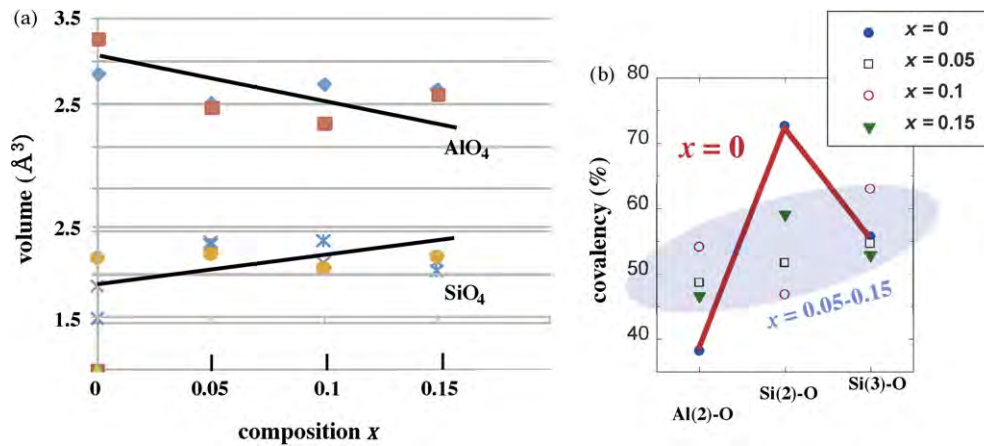 (a)
3.5
2.5
2.5
1.5
volume (Å³)
AlO₄
SiO₄
0
0.05
0.1
0.15
composition x
(b)
x = 0
x = 0.05
x = 0.1
x = 0.15
80
70
60
50
40
covalency (%)
x = 0
x = 0.05-0.15
Al(2)-O
Si(2)-O
Si(3)-O